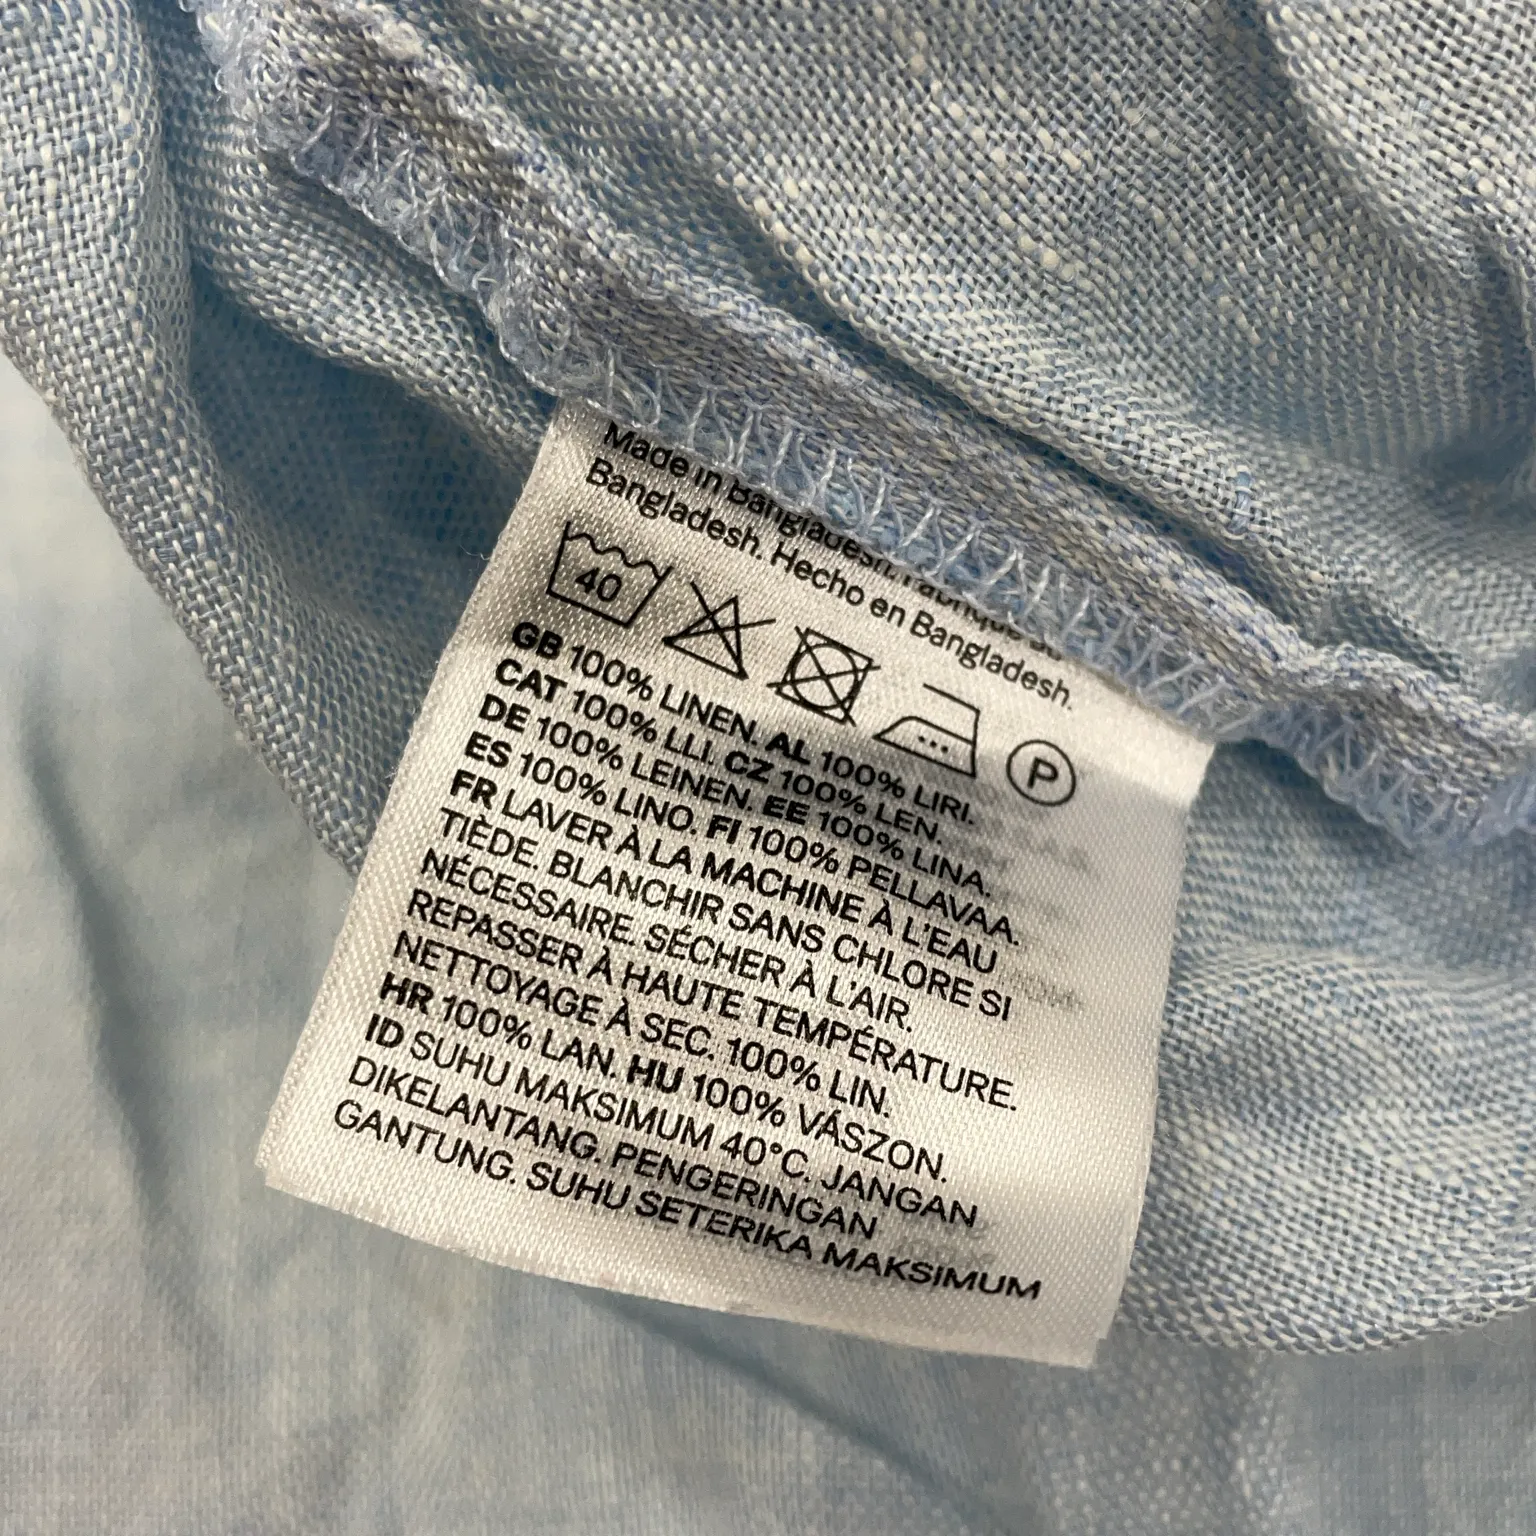 Made in Bangladesh. Fabriqué au
Bangladesh. Hecho en Bangladesh.
40
P
GB 100% LINEN. AL 100% LIRI.
CAT 100% LLI. CZ 100% LEN.
DE 100% LEINEN. EE 100% LINA.
ES 100% LINO. FI 100% PELLAVAA.
FR LAVER À LA MACHINE À L'EAU
TIÈDE. BLANCHIR SANS CHLORE SI
NÉCESSAIRE. SÉCHER À L'AIR.
REPASSER À HAUTE TEMPÉRATURE.
NETTOYAGE À SEC. 100% LIN.
HR 100% LAN. HU 100% VÁSZON.
ID SUHU MAKSIMUM 40°C. JANGAN
DIKELANTANG. PENGERINGAN
GANTUNG. SUHU SETERIKA MAKSIMUM